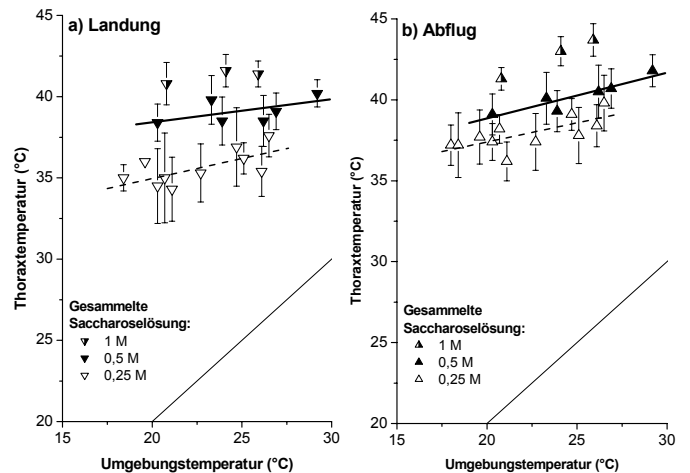 a) Landung
45
40
35
30
25
20
Thoraxtemperatur (°C)
Gesammelte
Saccharoselösung:
1 M
0,5 M
0,25 M
15 20 25 30
Umgebungstemperatur (°C)
b) Abflug
45
40
35
30
25
20
Thoraxtemperatur (°C)
Gesammelte
Saccharoselösung:
1 M
0,5 M
0,25 M
15 20 25 30
Umgebungstemperatur (°C)